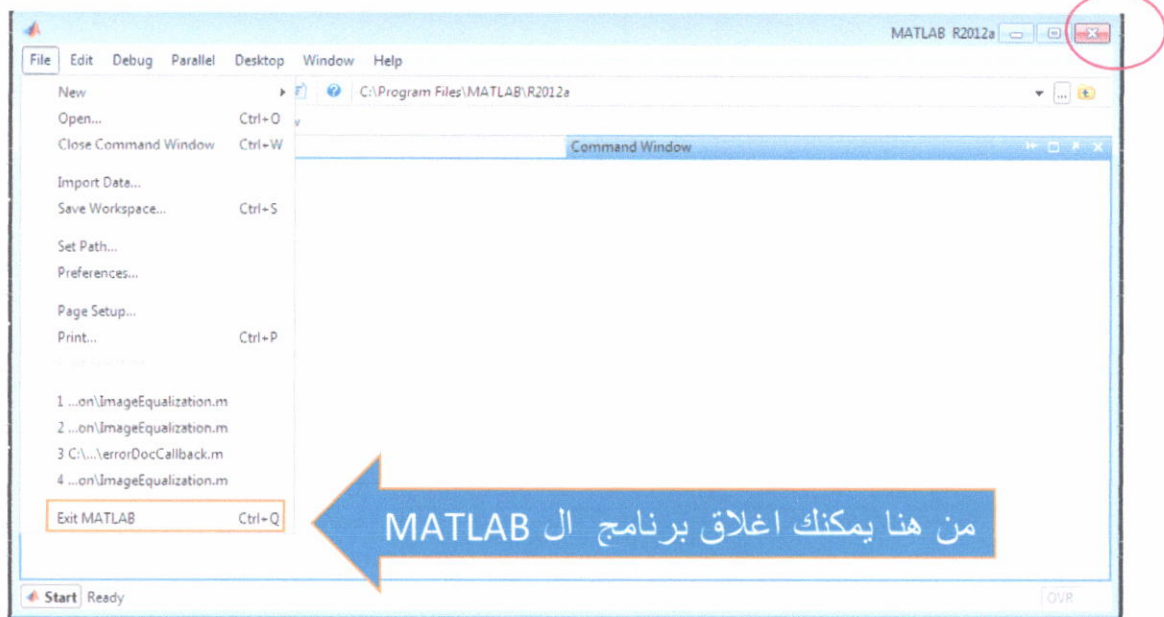 MATLAB R2012a
File Edit Debug Parallel Desktop Window Help
New
C:\Program Files\MATLAB\R2012a
Open... Ctrl+O
Close Command Window Ctrl+W
Command Window
Import Data...
Save Workspace... Ctrl+S
Set Path...
Preferences...
Page Setup...
Print... Ctrl+P
1 ...on\ImageEqualization.m
2 ...on\ImageEqualization.m
3 C:\...\errorDocCallback.m
4 ...on\ImageEqualization.m
Exit MATLAB Ctrl+Q
من هنا يمكنك اغلاق برنامج ال MATLAB
Start Ready
OVR